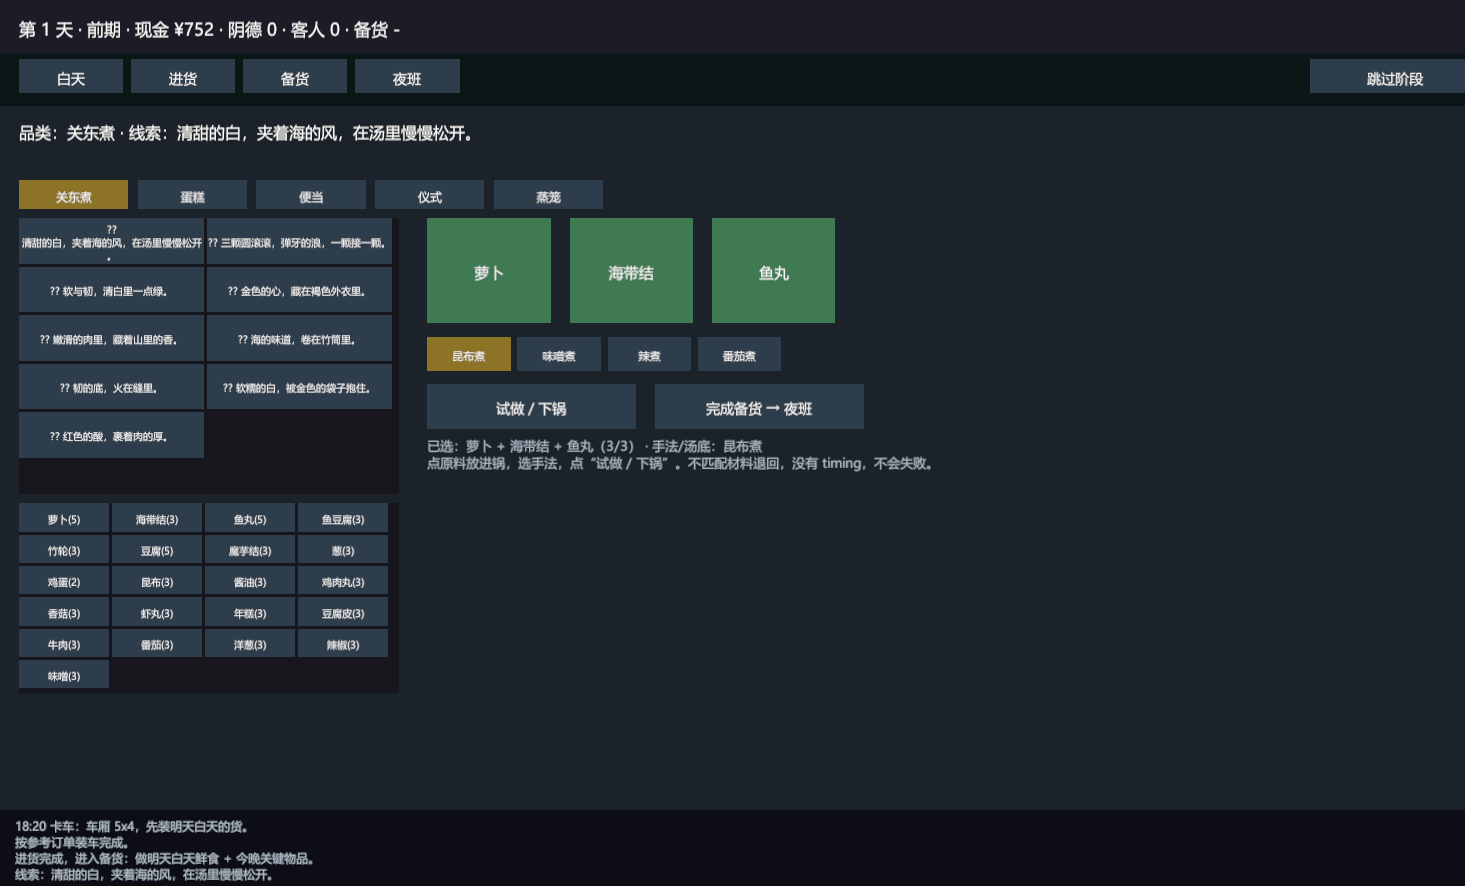 第 1 天 · 前期 · 现金 ¥752 · 阴德 0 · 客人 0 · 备货 -
白天
进货
备货
夜班
跳过阶段
品类：关东煮 · 线索：清甜的白，夹着海的风，在汤里慢慢松开。
关东煮
蛋糕
便当
仪式
蒸笼
??
清甜的白，夹着海的风，在汤里慢慢松开
。
?? 三颗圆滚滚，弹牙的浪，一颗接一颗。
?? 软与韧，清白里一点绿。
?? 金色的心，藏在褐色外衣里。
?? 嫩滑的肉里，藏着山里的香。
?? 海的味道，卷在竹筒里。
?? 韧的底，火在缝里。
?? 软糯的白，被金色的袋子抱住。
?? 红色的酸，裹着肉的厚。
萝卜
海带结
鱼丸
昆布煮
味噌煮
辣煮
番茄煮
试做 / 下锅
完成备货 → 夜班
已选：萝卜 + 海带结 + 鱼丸（3/3） · 手法/汤底：昆布煮
点原料放进锅，选手法，点“试做 / 下锅”。不匹配材料退回，没有 timing，不会失败。
萝卜(5)
海带结(3)
鱼丸(5)
鱼豆腐(3)
竹轮(3)
豆腐(5)
魔芋结(3)
葱(3)
鸡蛋(2)
昆布(3)
酱油(3)
鸡肉丸(3)
香菇(3)
虾丸(3)
年糕(3)
豆腐皮(3)
牛肉(3)
番茄(3)
洋葱(3)
辣椒(3)
味噌(3)
18:20 卡车：车厢 5x4，先装明天白天的货。
按参考订单装车完成。
进货完成，进入备货：做明天白天鲜食 + 今晚关键物品。
线索：清甜的白，夹着海的风，在汤里慢慢松开。